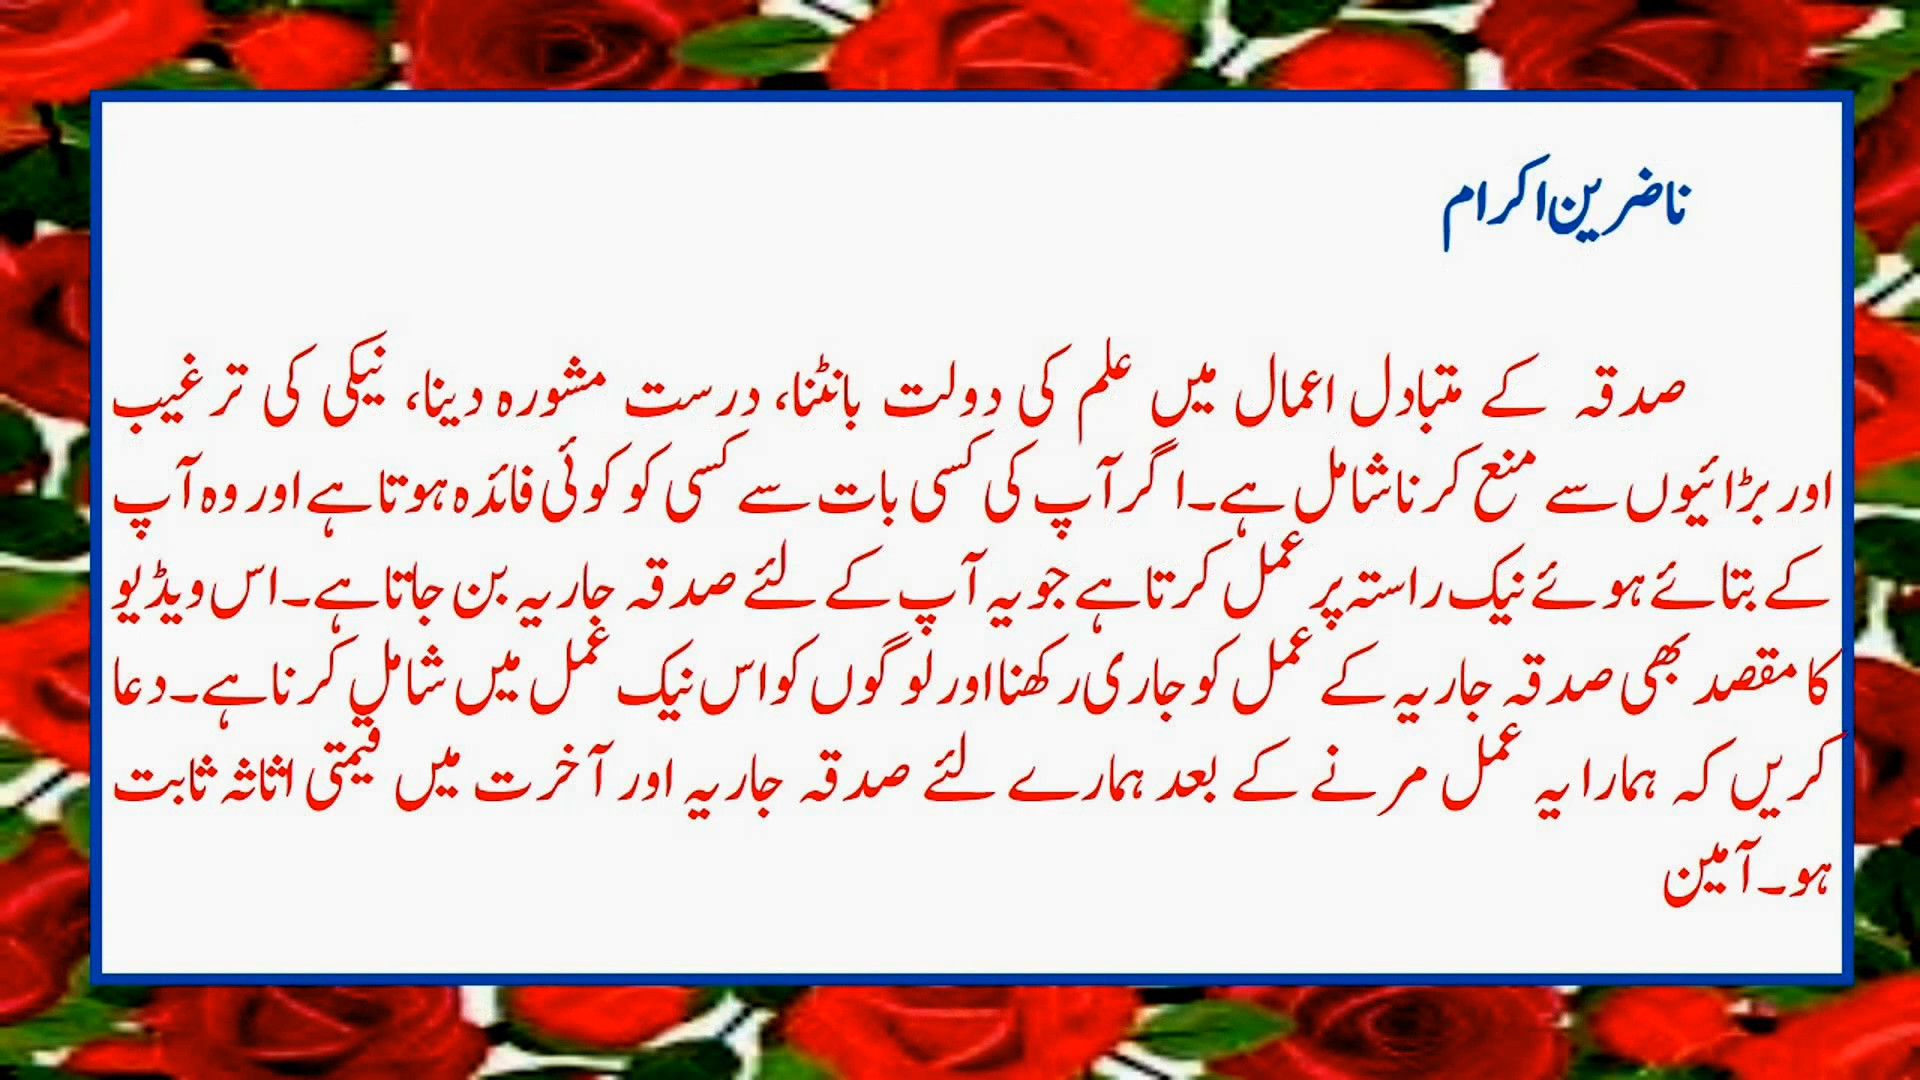 ناضرین اکرام
صدقہ کے متبادل اعمال میں علم کی دولت بانٹنا، درست مشورہ دینا، نیکی کی ترغیب
اور بڑائیوں سے منع کرنا شامل ہے۔ اگر آپ کی کسی بات سے کسی کو کوئی فائدہ ہوتا ہے اور وہ آپ
کے بتائے ہوئے نیک راستہ پر عمل کرتا ہے جو یہ آپ کے لئے صدقہ جاریہ بن جاتا ہے۔ اس ویڈیو
کا مقصد بھی صدقہ جاریہ کے عمل کو جاری رکھنا اور لوگوں کو اس نیک عمل میں شامل کرنا ہے۔ دعا
کریں کہ ہمارا یہ عمل مرنے کے بعد ہمارے لئے صدقہ جاریہ اور آخرت میں قیمتی اثاثہ ثابت
ہو۔ آمین